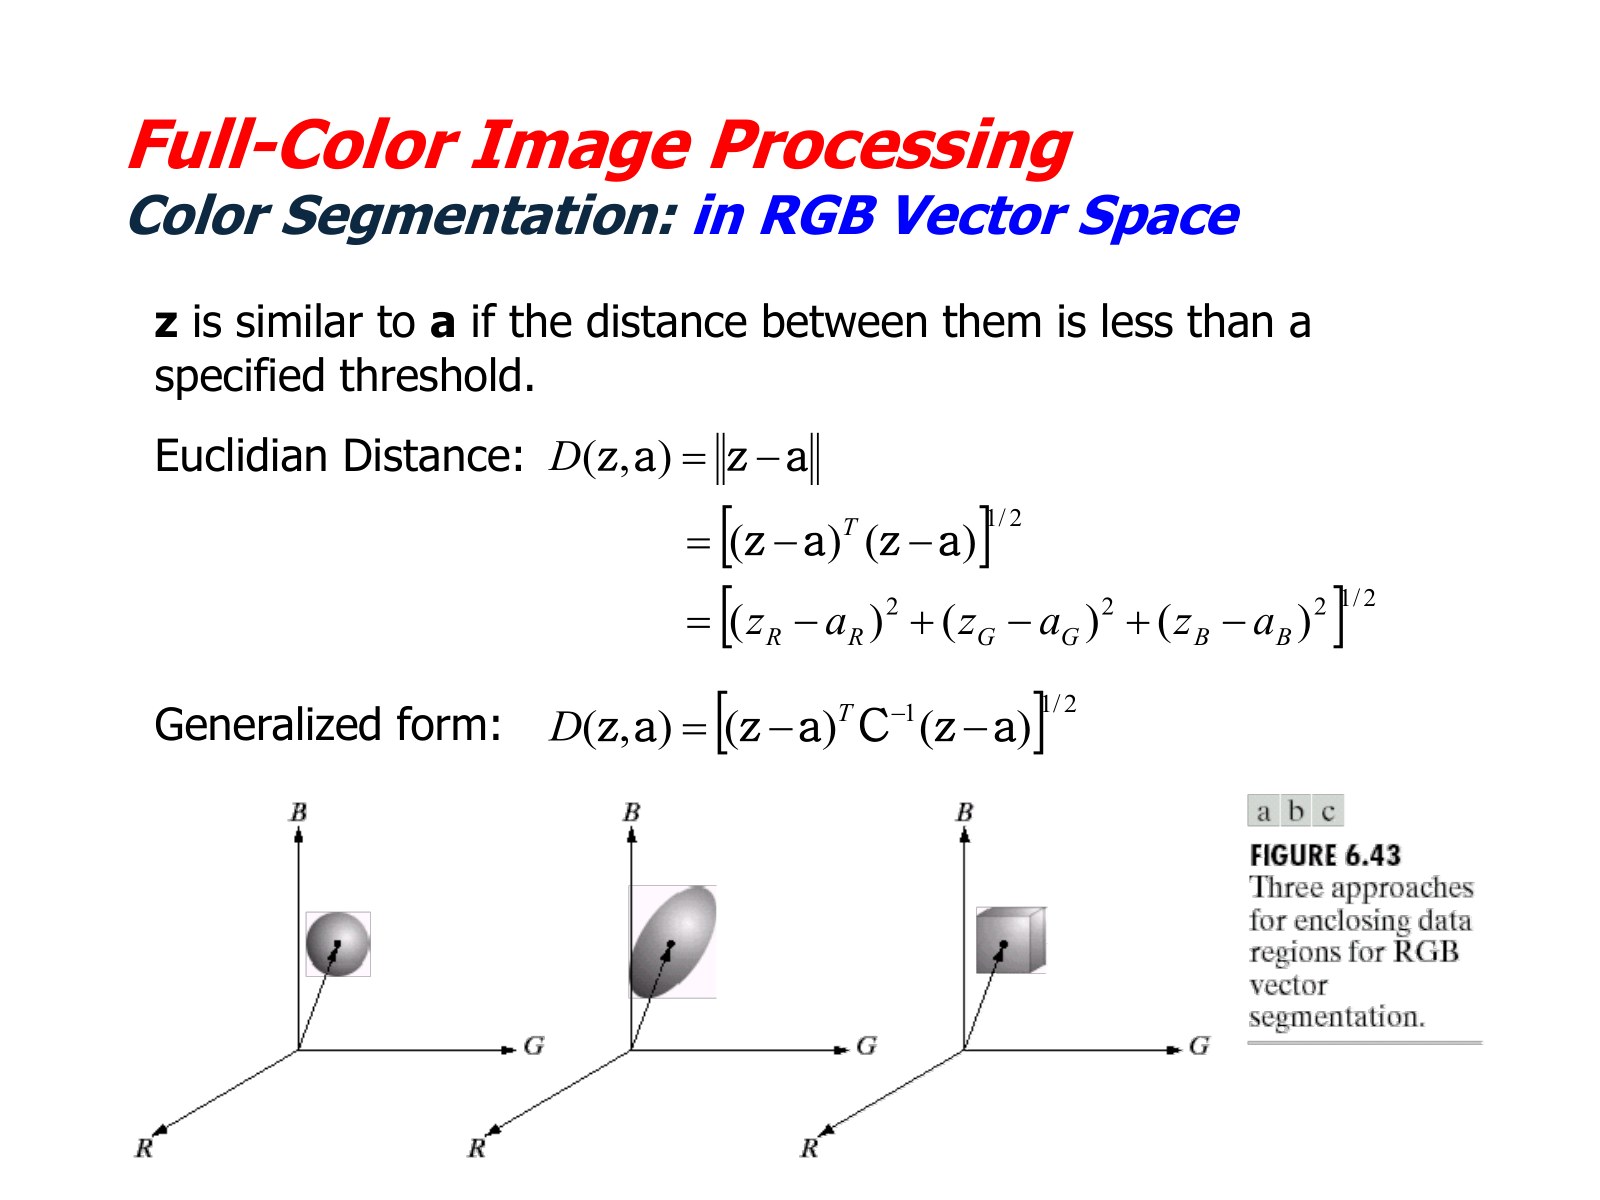 Full-Color Image Processing
Color Segmentation: in RGB Vector Space
z is similar to a if the distance between them is less than a
specified threshold.
Euclidian Distance: D(z,a) = ‖z − a‖
= [(z − a)^T (z − a)]^1/2
= [(z_R − a_R)^2 + (z_G − a_G)^2 + (z_B − a_B)^2]^1/2
Generalized form: D(z,a) = [(z − a)^T C^−1 (z − a)]^1/2
B
G
R
B
G
R
B
G
R
a b c
FIGURE 6.43
Three approaches
for enclosing data
regions for RGB
vector
segmentation.